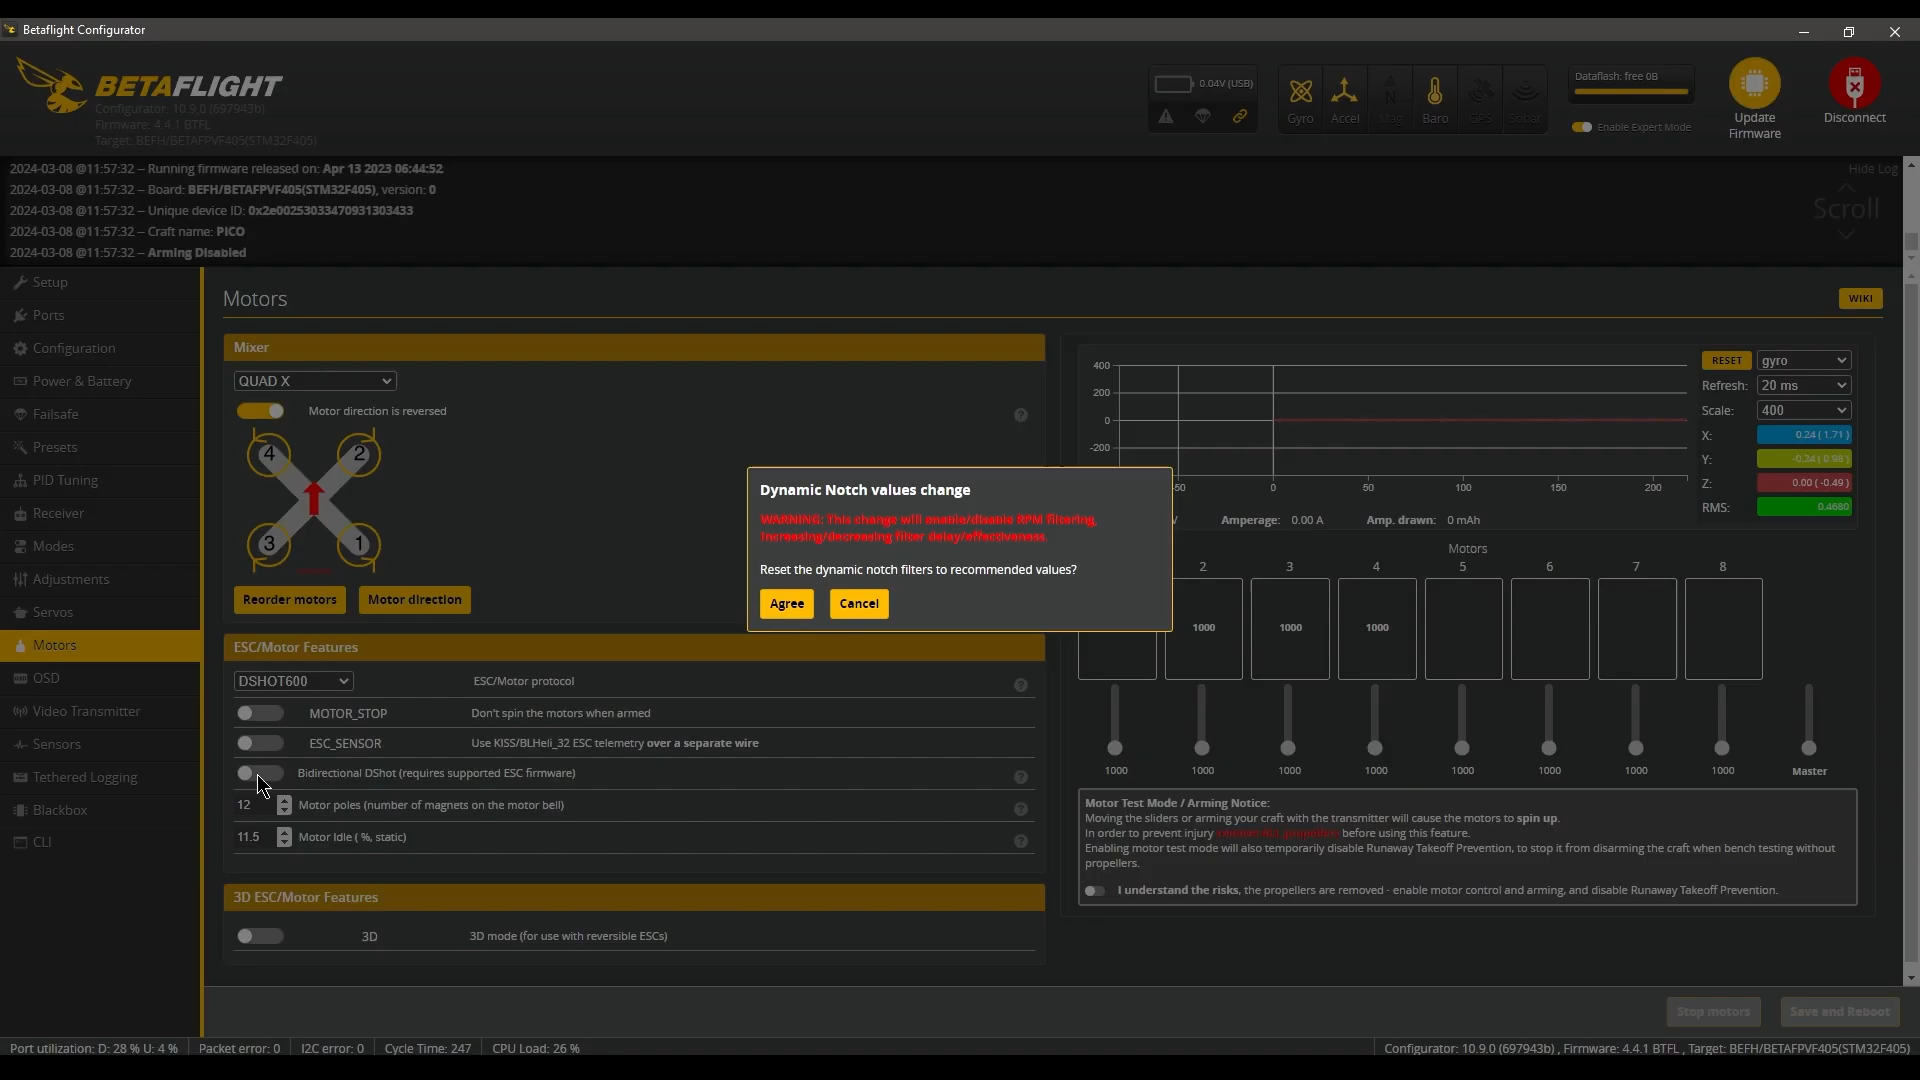 Betaflight Configurator
BETAFLIGHT
Configurator: 10.9.0 (697943b)
Firmware: 4.4.1 BTFL
Target: BEFH/BETAFPVF405(STM32F405)
0.04V (USB)
Gyro
Accel
Mag
Baro
GPS
Sonar
Dataflash: free 0B
Enable Expert Mode
Update
Firmware
Disconnect
2024-03-08 @11:57:32 -- Running firmware released on: Apr 13 2023 06:44:52
2024-03-08 @11:57:32 -- Board: BEFH/BETAFPVF405(STM32F405), version: 0
2024-03-08 @11:57:32 -- Unique device ID: 0x2e00253033470931303433
2024-03-08 @11:57:32 -- Craft name: PICO
2024-03-08 @11:57:32 -- Arming Disabled
Hide Log
Scroll
Setup
Ports
Configuration
Power & Battery
Failsafe
Presets
PID Tuning
Receiver
Modes
Adjustments
Servos
Motors
OSD
Video Transmitter
Sensors
Tethered Logging
Blackbox
CLI
Motors
WIKI
Mixer
QUAD X
Motor direction is reversed
4
2
3
1
Reorder motors
Motor direction
ESC/Motor Features
DSHOT600
ESC/Motor protocol
MOTOR_STOP
Don't spin the motors when armed
ESC_SENSOR
Use KISS/BLHeli_32 ESC telemetry over a separate wire
Bidirectional DShot (requires supported ESC firmware)
12
Motor poles (number of magnets on the motor bell)
11.5
Motor Idle ( %, static)
3D ESC/Motor Features
3D
3D mode (for use with reversible ESCs)
Dynamic Notch values change
WARNING: This change will enable/disable RPM filtering,
increasing/decreasing filter delay/effectiveness.
Reset the dynamic notch filters to recommended values?
Agree
Cancel
400
200
0
-200
-50
0
50
100
150
200
RESET
gyro
Refresh:
20 ms
Scale:
400
X:
0.24 ( 1.71 )
Y:
-0.24 ( 0.98 )
Z:
0.00 ( -0.49 )
RMS:
0.4680
V
Amperage: 0.00 A
Amp. drawn: 0 mAh
Motors
2
3
4
5
6
7
8
1000
1000
1000
1000
1000
1000
1000
1000
1000
1000
1000
Master
Motor Test Mode / Arming Notice:
Moving the sliders or arming your craft with the transmitter will cause the motors to spin up.
In order to prevent injury before using this feature.
Enabling motor test mode will also temporarily disable Runaway Takeoff Prevention, to stop it from disarming the craft when bench testing without
propellers.
I understand the risks, the propellers are removed - enable motor control and arming, and disable Runaway Takeoff Prevention.
Stop motors
Save and Reboot
Port utilization: D: 28 % U: 4 %
Packet error: 0
I2C error: 0
Cycle Time: 247
CPU Load: 26 %
Configurator: 10.9.0 (697943b) , Firmware: 4.4.1 BTFL , Target: BEFH/BETAFPVF405(STM32F405)